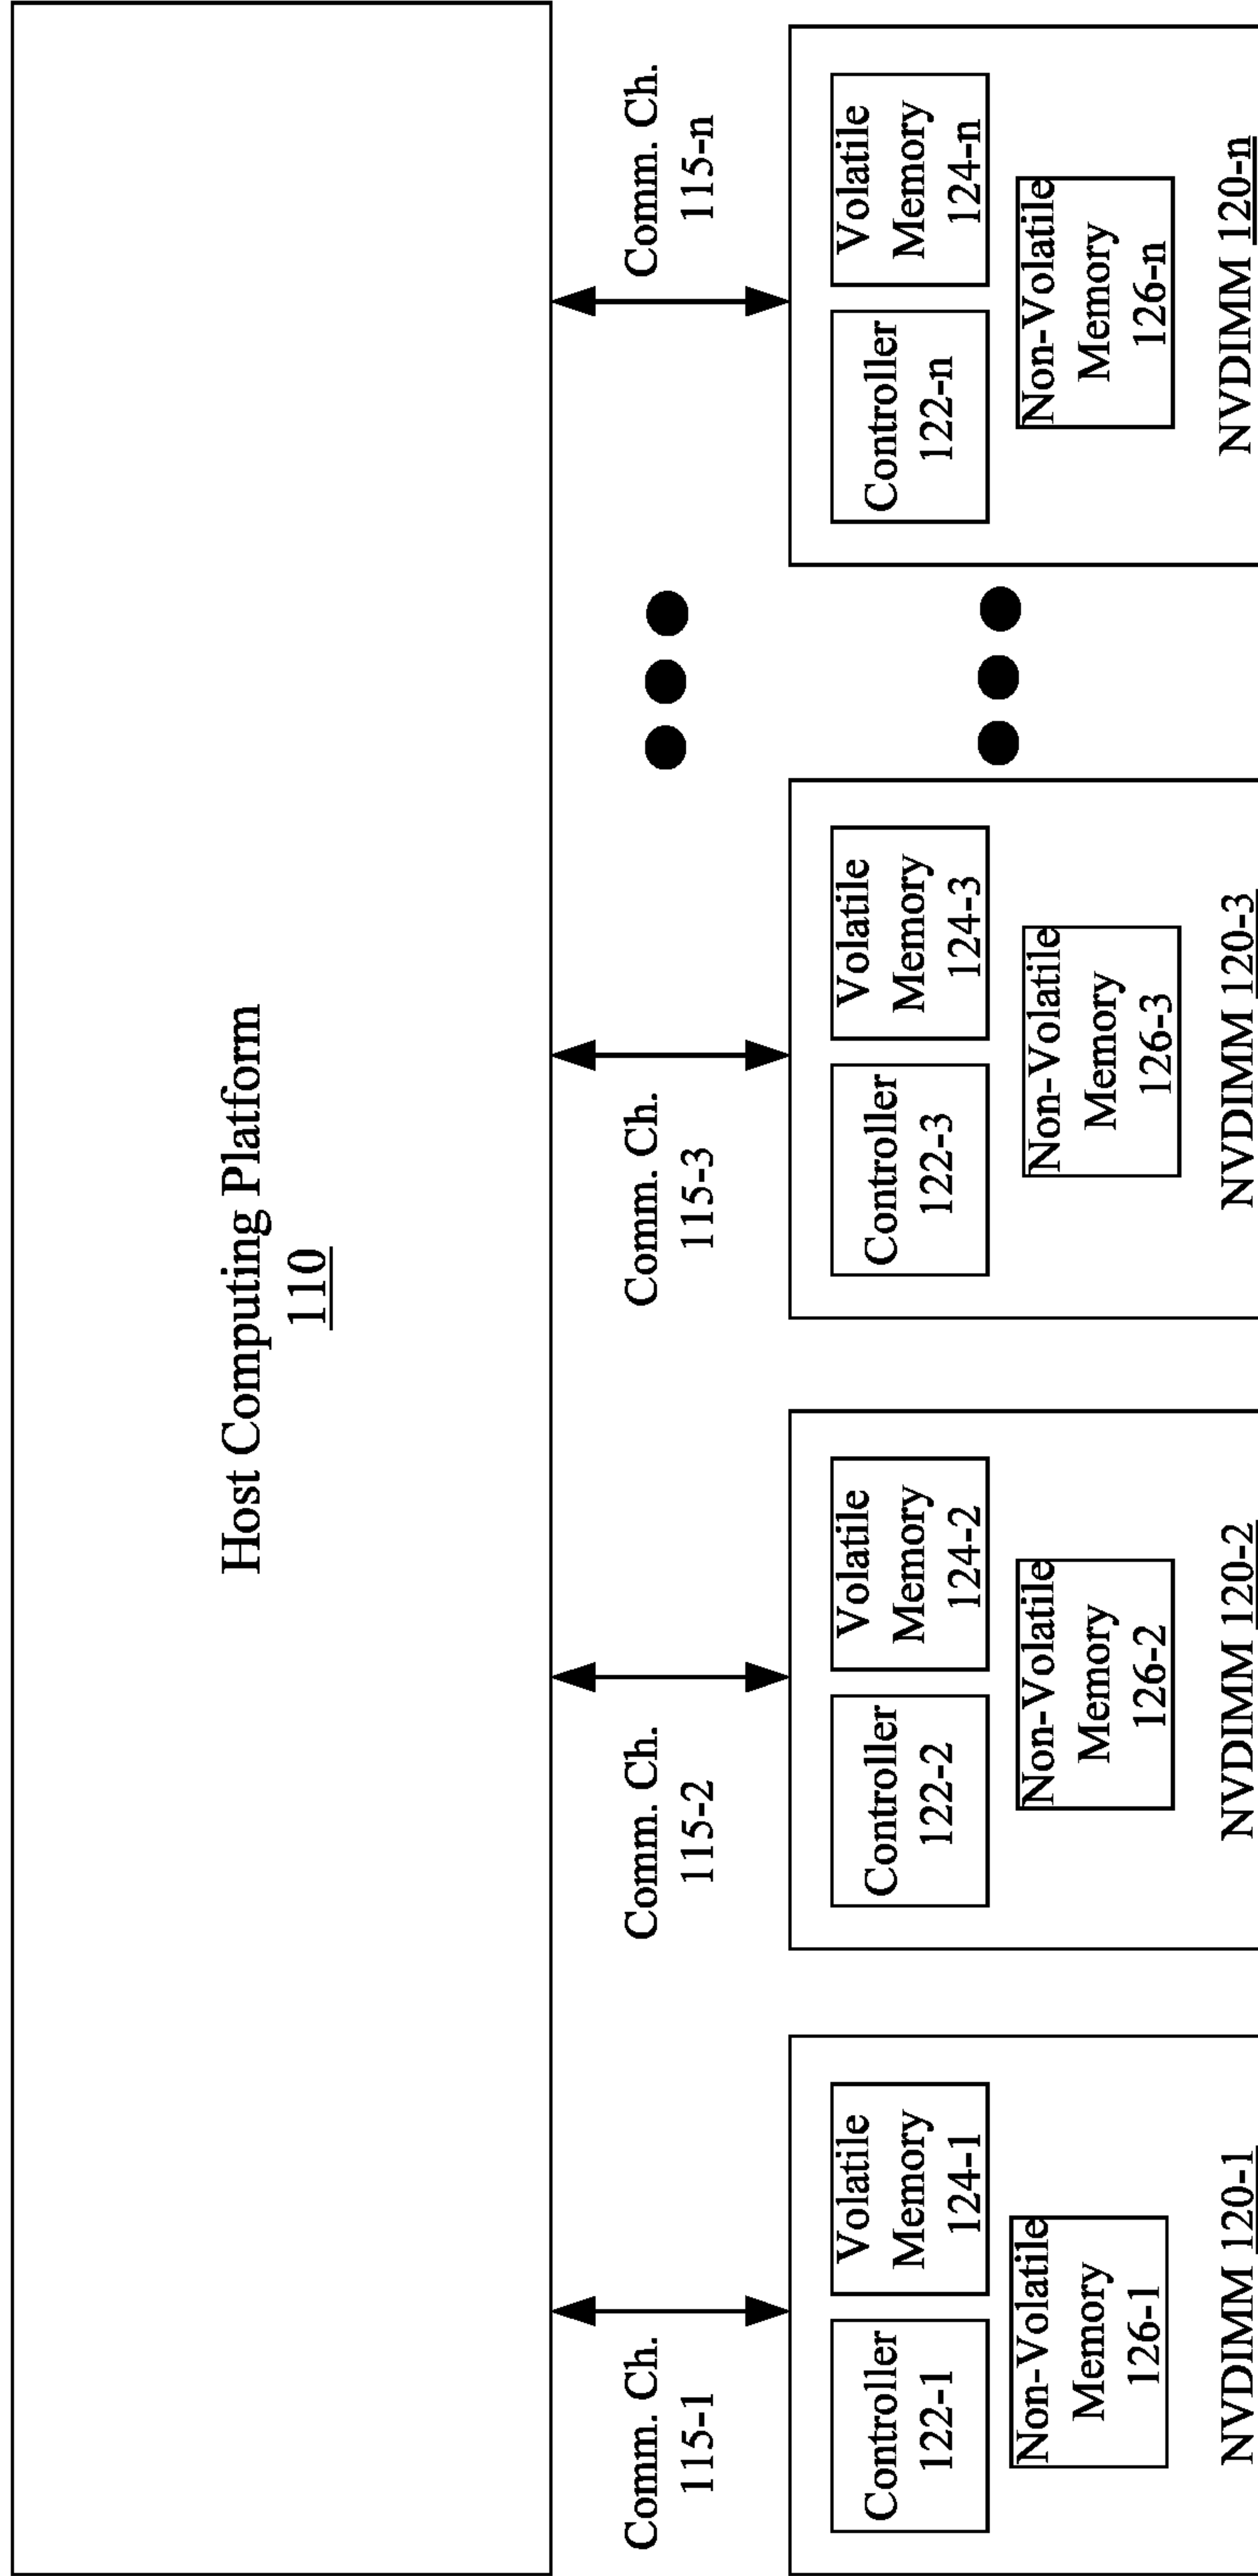 Host Computing Platform
110
Comm. Ch.
115-1
Comm. Ch.
115-2
Comm. Ch.
115-3
Comm. Ch.
115-n
Controller
122-1
Volatile
Memory
124-1
Non-Volatile
Memory
126-1
NVDIMM 120-1
Controller
122-2
Volatile
Memory
124-2
Non-Volatile
Memory
126-2
NVDIMM 120-2
Controller
122-3
Volatile
Memory
124-3
Non-Volatile
Memory
126-3
NVDIMM 120-3
Controller
122-n
Volatile
Memory
124-n
Non-Volatile
Memory
126-n
NVDIMM 120-n